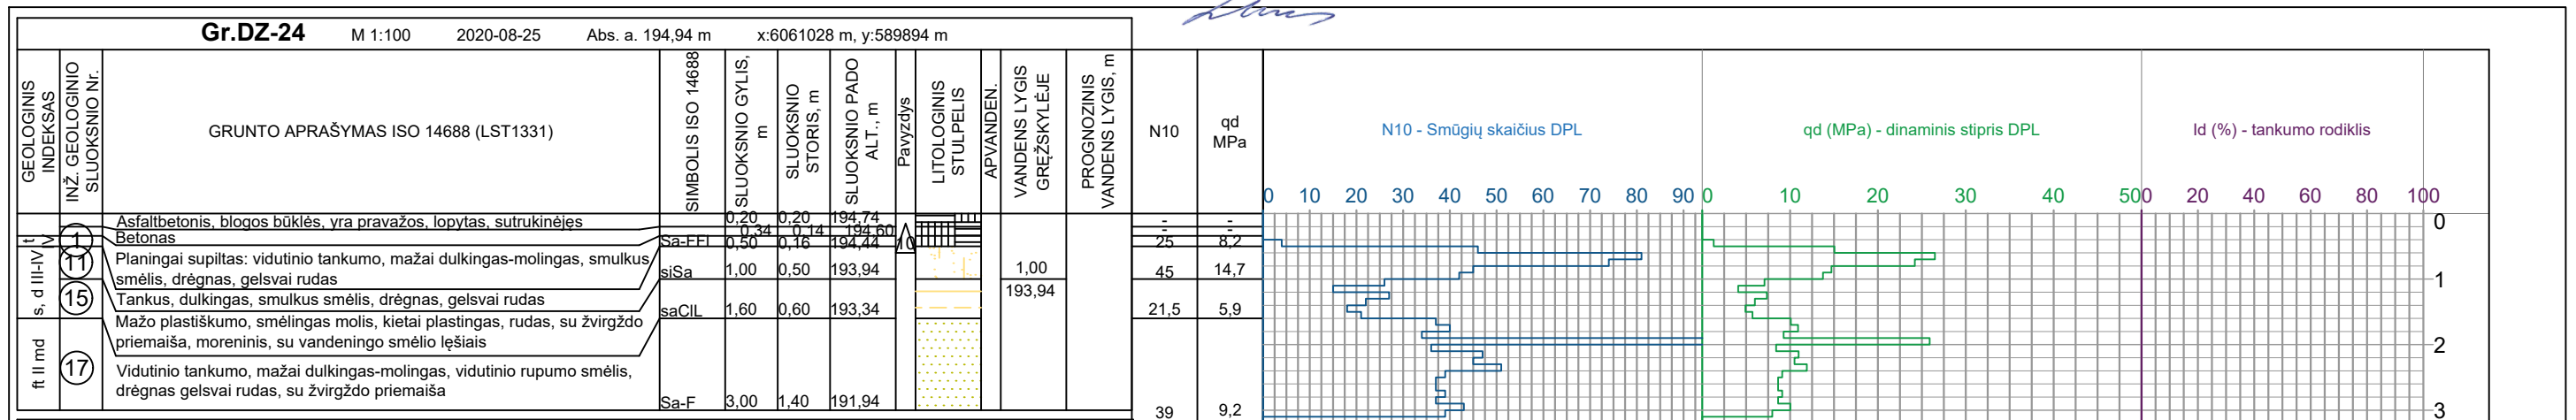 Gr.DZ-24 M 1:100 2020-08-25 Abs. a. 194,94 m x:6061028 m, y:589894 m
GEOLOGINIS INDEKSAS
INŽ. GEOLOGINIO SLUOKSNIO Nr.
GRUNTO APRAŠYMAS ISO 14688 (LST1331)
SIMBOLIS ISO 14688
SLUOKSNIO GYLIS, m
SLUOKSNIO STORIS, m
SLUOKSNIO PADO ALT., m
Pavyzdys
LITOLOGINIS STULPELIS
APVANDEN.
VANDENS LYGIS GRĘŽSKYLĖJE
PROGNOZINIS VANDENS LYGIS, m
N10
qd MPa
N10 - Smūgių skaičius DPL
qd (MPa) - dinaminis stipris DPL
Id (%) - tankumo rodiklis
0 10 20 30 40 50 60 70 80 90
0 10 20 30 40 50
0 20 40 60 80 100
Asfaltbetonis, blogos būklės, yra pravažos, lopytas, sutrukinėjęs 0,20 0,20 194,74 - -
Betonas 0,34 0,14 194,60 - -
t IV 1 Planingai supiltas: vidutinio tankumo, mažai dulkingas-molingas, smulkus
smėlis, drėgnas, gelsvai rudas 0,50 0,16 194,44 10 25 8,2
s, d III-IV 11 Tankus, dulkingas, smulkus smėlis, drėgnas, gelsvai rudas siSa 1,00 0,50 193,94 1,00 45 14,7
193,94
15 Mažo plastiškumo, smėlingas molis, kietai plastingas, rudas, su žvirgždo
priemaiša, moreninis, su vandeningo smėlio lęšiais saClL 1,60 0,60 193,34 21,5 5,9
ft II md 17 Vidutinio tankumo, mažai dulkingas-molingas, vidutinio rupumo smėlis,
drėgnas gelsvai rudas, su žvirgždo priemaiša Sa-F 3,00 1,40 191,94 39 9,2
0
1
2
3